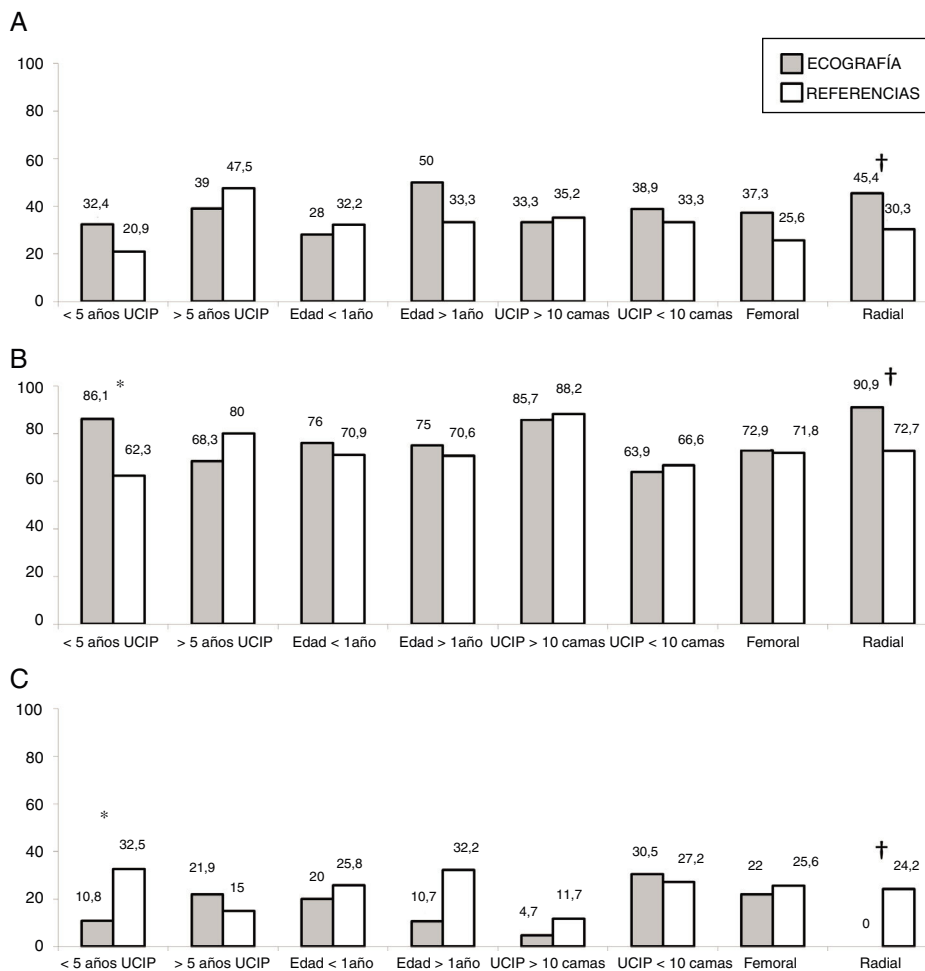 A
ECOGRAFÍA
REFERENCIAS
100
80
60
40
20
0
32,4 20,9 39 47,5 28 32,2 50 33,3 33,3 35,2 38,9 33,3 37,3 25,6 45,4 † 30,3
< 5 años UCIP > 5 años UCIP Edad < 1año Edad > 1año UCIP > 10 camas UCIP < 10 camas Femoral Radial
B
100
80
60
40
20
0
86,1 * 62,3 68,3 80 76 70,9 75 70,6 85,7 88,2 63,9 66,6 72,9 71,8 90,9 † 72,7
< 5 años UCIP > 5 años UCIP Edad < 1año Edad > 1año UCIP > 10 camas UCIP < 10 camas Femoral Radial
C
100
80
60
40
20
0
10,8 * 32,5 21,9 15 20 25,8 10,7 32,2 4,7 11,7 30,5 27,2 22 25,6 0 † 24,2
< 5 años UCIP > 5 años UCIP Edad < 1año Edad > 1año UCIP > 10 camas UCIP < 10 camas Femoral Radial